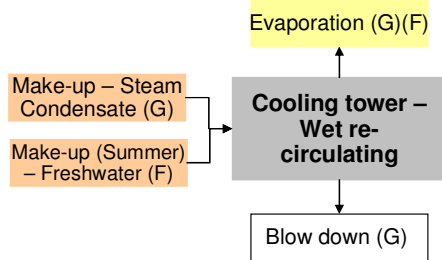 Evaporation (G)(F)
Make-up – Steam
Condensate (G)
Make-up (Summer)
– Freshwater (F)
Cooling tower –
Wet re-
circulating
Blow down (G)